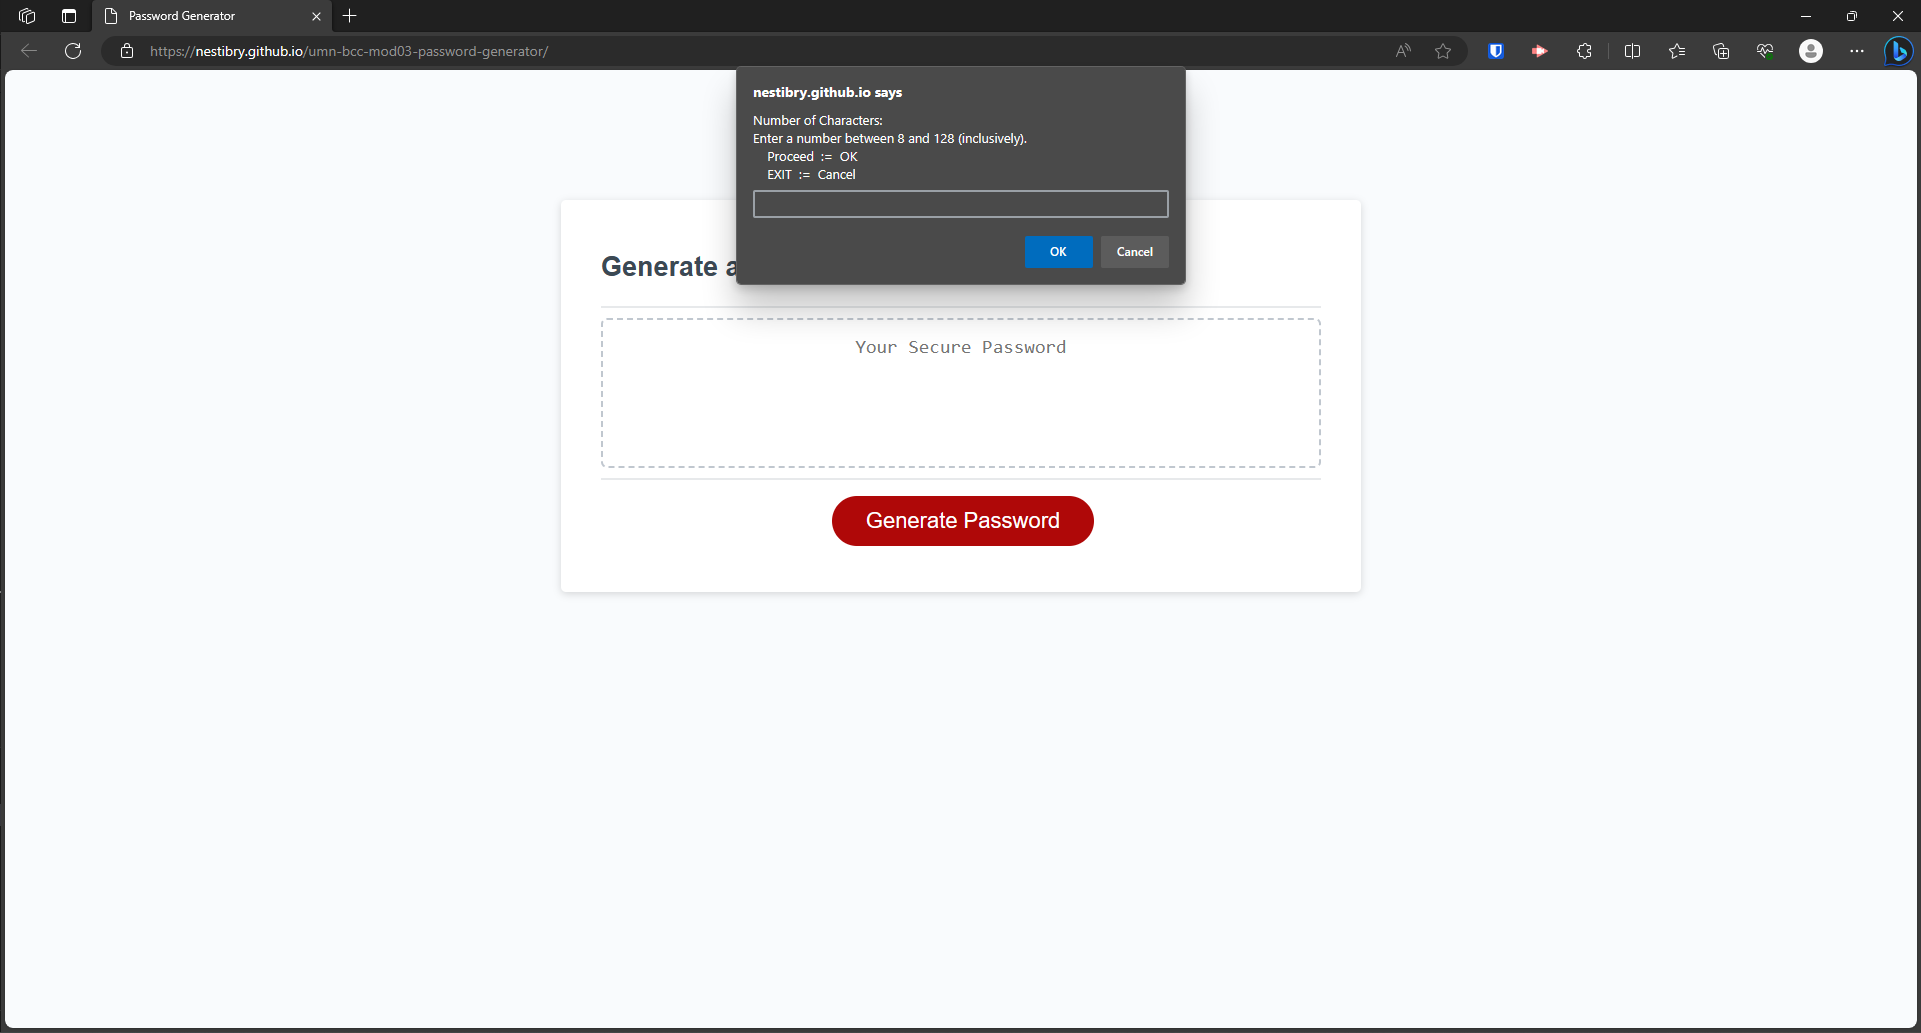 Password Generator
https://nestibry.github.io/umn-bcc-mod03-password-generator/
nestibry.github.io says
Number of Characters:
Enter a number between 8 and 128 (inclusively).
Proceed := OK
EXIT := Cancel
OK
Cancel
Generate a
Your Secure Password
Generate Password